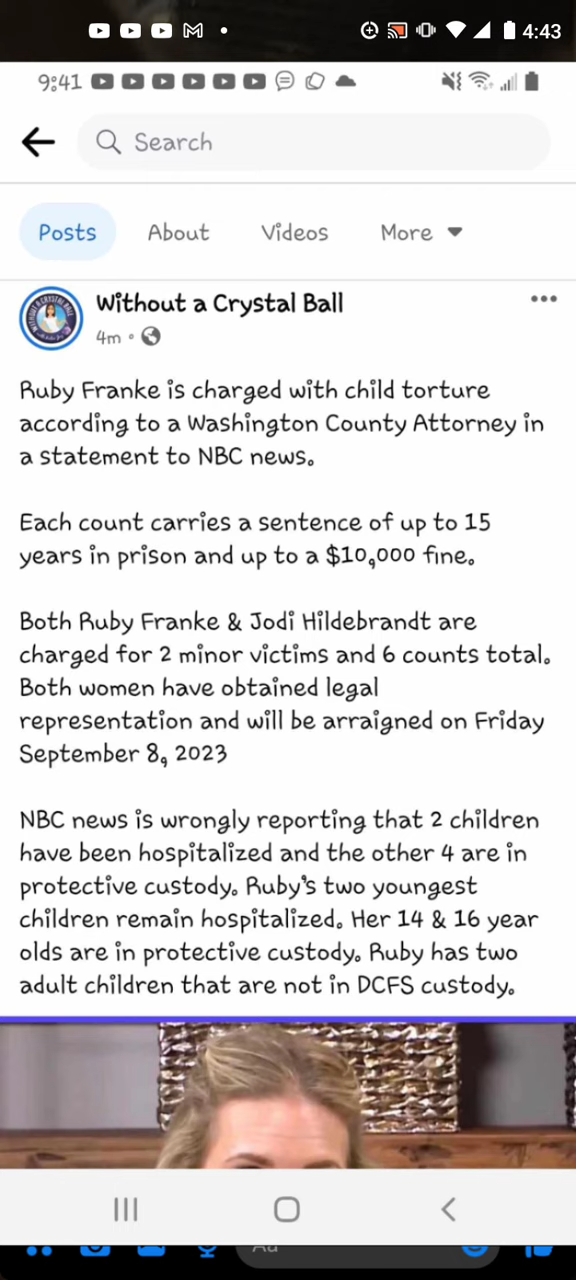 4:43
9:41
Search
Posts About Videos More
Without a Crystal Ball
4m
Ruby Franke is charged with child torture
according to a Washington County Attorney in
a statement to NBC news.
Each count carries a sentence of up to 15
years in prison and up to a $10,000 fine.
Both Ruby Franke & Jodi Hildebrandt are
charged for 2 minor victims and 6 counts total.
Both women have obtained legal
representation and will be arraigned on Friday
September 8, 2023
NBC news is wrongly reporting that 2 children
have been hospitalized and the other 4 are in
protective custody. Ruby's two youngest
children remain hospitalized. Her 14 & 16 year
olds are in protective custody. Ruby has two
adult children that are not in DCFS custody.
Aa